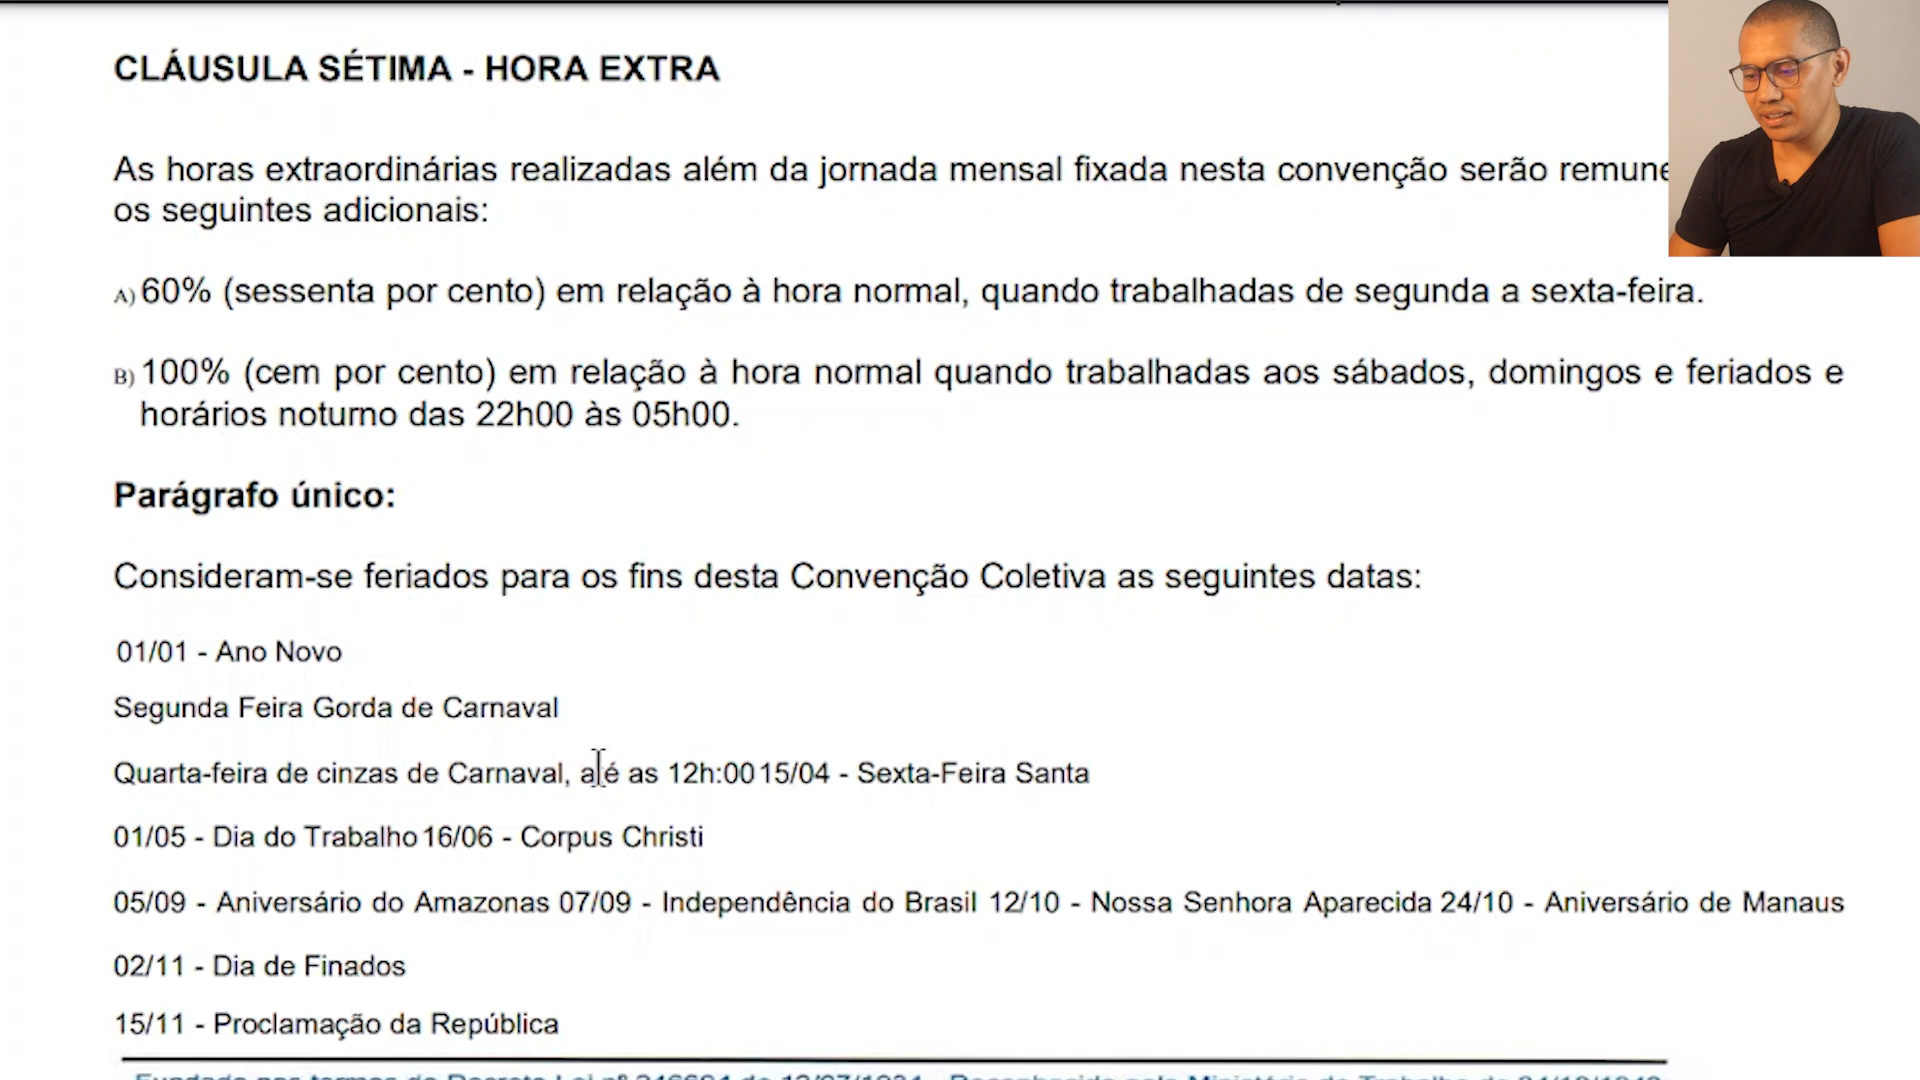 CLÁUSULA SÉTIMA - HORA EXTRA
As horas extraordinárias realizadas além da jornada mensal fixada nesta convenção serão
os seguintes adicionais:
A) 60% (sessenta por cento) em relação à hora normal, quando trabalhadas de segunda a sexta-feira.
B) 100% (cem por cento) em relação à hora normal quando trabalhadas aos sábados, domingos e feriados e
horários noturno das 22h00 às 05h00.
Parágrafo único:
Consideram-se feriados para os fins desta Convenção Coletiva as seguintes datas:
01/01 - Ano Novo
Segunda Feira Gorda de Carnaval
Quarta-feira de cinzas de Carnaval, até as 12h:00 15/04 - Sexta-Feira Santa
01/05 - Dia do Trabalho 16/06 - Corpus Christi
05/09 - Aniversário do Amazonas 07/09 - Independência do Brasil 12/10 - Nossa Senhora Aparecida 24/10 - Aniversário de Manaus
02/11 - Dia de Finados
15/11 - Proclamação da República